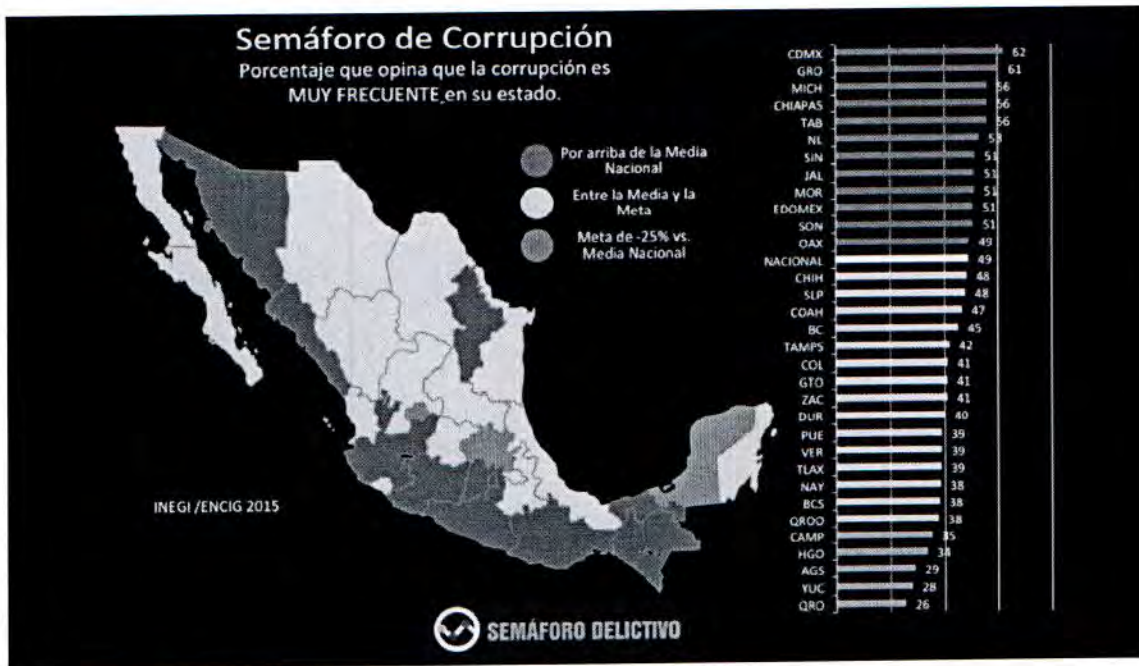 Semáforo de Corrupción
Porcentaje que opina que la corrupción es
MUY FRECUENTE en su estado.
Por arriba de la Media
Nacional
Entre la Media y la
Meta
Meta de -25% vs.
Media Nacional
INEGI/ENCIG 2015
SEMÁFORO DELICTIVO
CDMX 62
GRO 61
MICH 56
CHIAPAS 56
TAB 56
NL 53
SIN 51
JAL 51
MOR 51
EDOMEX 51
SON 51
OAX 49
NACIONAL 49
CHIH 48
SLP 48
COAH 47
BC 45
TAMPS 42
COL 41
GTO 41
ZAC 41
DUR 40
PUE 39
VER 39
TLAX 39
NAY 38
BCS 38
QROO 38
CAMP 35
HGO 34
AGS 29
YUC 28
QRO 26